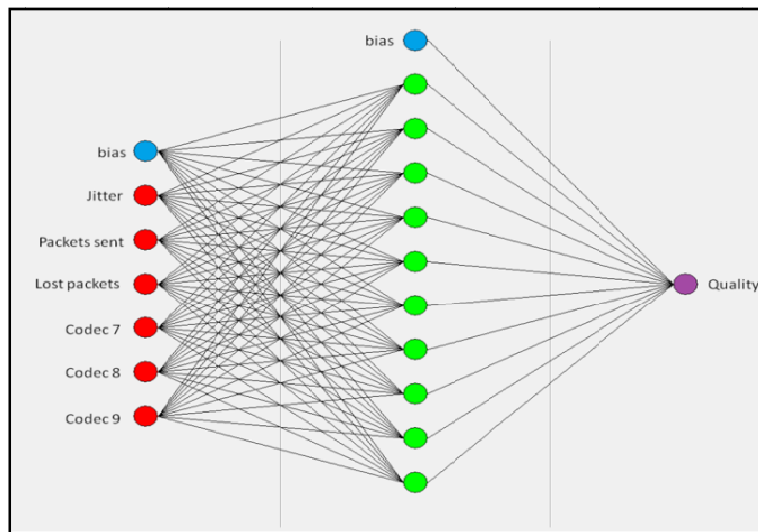 bias
bias
Jitter
Packets sent
Lost packets
Codec 7
Codec 8
Codec 9
Quality